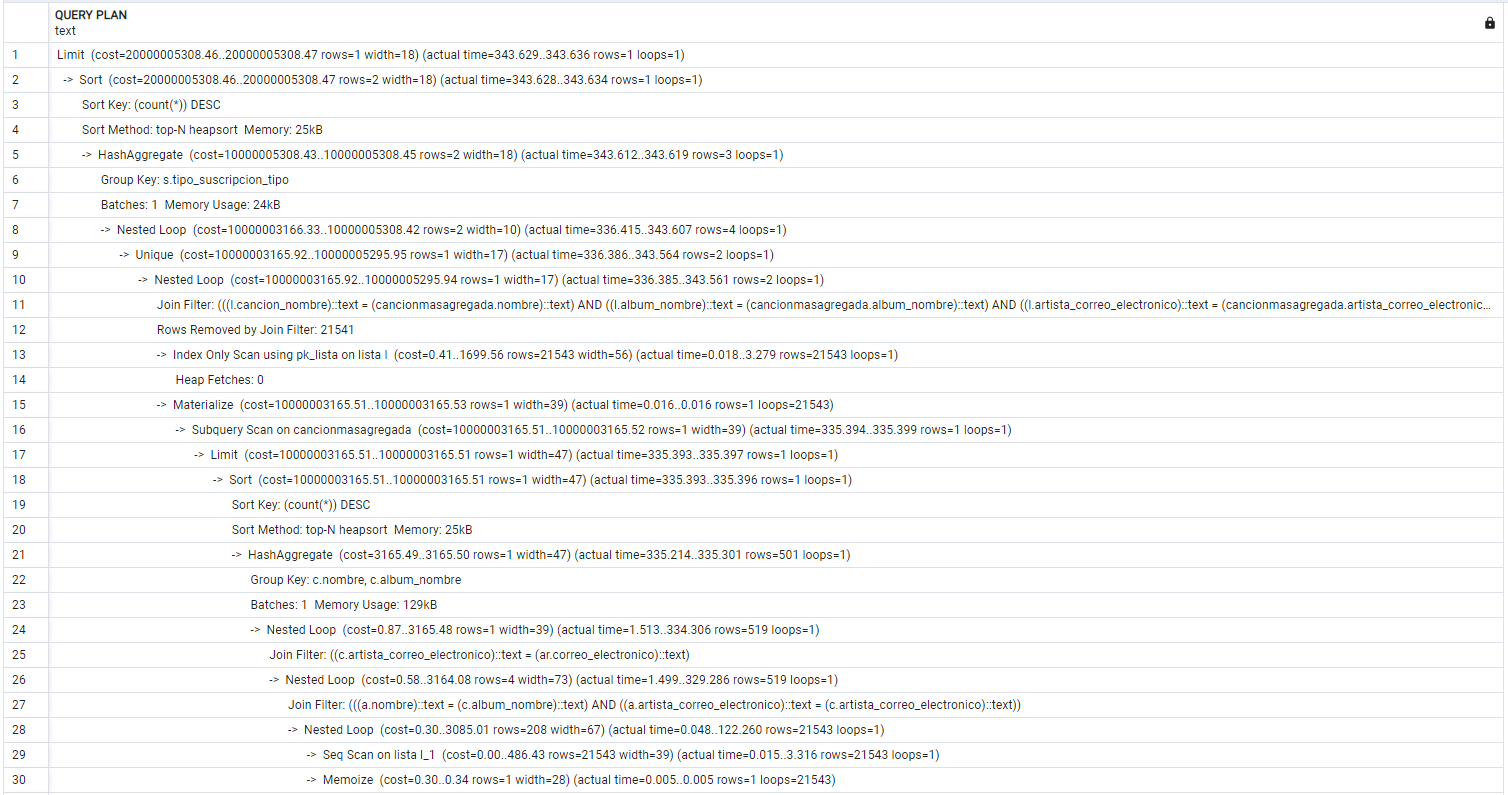 QUERY PLAN
text
1 Limit (cost=20000005308.46..20000005308.47 rows=1 width=18) (actual time=343.629..343.636 rows=1 loops=1)
2 -> Sort (cost=20000005308.46..20000005308.47 rows=2 width=18) (actual time=343.628..343.634 rows=1 loops=1)
3 Sort Key: (count(*)) DESC
4 Sort Method: top-N heapsort Memory: 25kB
5 -> HashAggregate (cost=10000005308.43..10000005308.45 rows=2 width=18) (actual time=343.612..343.619 rows=3 loops=1)
6 Group Key: s.tipo_suscripcion_tipo
7 Batches: 1 Memory Usage: 24kB
8 -> Nested Loop (cost=10000003166.33..10000005308.42 rows=2 width=10) (actual time=336.415..343.607 rows=4 loops=1)
9 -> Unique (cost=10000003165.92..10000005295.95 rows=1 width=17) (actual time=336.386..343.564 rows=2 loops=1)
10 -> Nested Loop (cost=10000003165.92..10000005295.94 rows=1 width=17) (actual time=336.385..343.561 rows=2 loops=1)
11 Join Filter: (((l.cancion_nombre)::text = (cancionmasagregada.nombre)::text) AND ((l.album_nombre)::text = (cancionmasagregada.album_nombre)::text) AND ((l.artista_correo_electronico)::text = (cancionmasagregada.artista_correo_electronic...
12 Rows Removed by Join Filter: 21541
13 -> Index Only Scan using pk_lista on lista l (cost=0.41..1699.56 rows=21543 width=56) (actual time=0.018..3.279 rows=21543 loops=1)
14 Heap Fetches: 0
15 -> Materialize (cost=10000003165.51..10000003165.53 rows=1 width=39) (actual time=0.016..0.016 rows=1 loops=21543)
16 -> Subquery Scan on cancionmasagregada (cost=10000003165.51..10000003165.52 rows=1 width=39) (actual time=335.394..335.399 rows=1 loops=1)
17 -> Limit (cost=10000003165.51..10000003165.51 rows=1 width=47) (actual time=335.393..335.397 rows=1 loops=1)
18 -> Sort (cost=10000003165.51..10000003165.51 rows=1 width=47) (actual time=335.393..335.396 rows=1 loops=1)
19 Sort Key: (count(*)) DESC
20 Sort Method: top-N heapsort Memory: 25kB
21 -> HashAggregate (cost=3165.49..3165.50 rows=1 width=47) (actual time=335.214..335.301 rows=501 loops=1)
22 Group Key: c.nombre, c.album_nombre
23 Batches: 1 Memory Usage: 129kB
24 -> Nested Loop (cost=0.87..3165.48 rows=1 width=39) (actual time=1.513..334.306 rows=519 loops=1)
25 Join Filter: ((c.artista_correo_electronico)::text = (ar.correo_electronico)::text)
26 -> Nested Loop (cost=0.58..3164.08 rows=4 width=73) (actual time=1.499..329.286 rows=519 loops=1)
27 Join Filter: (((a.nombre)::text = (c.album_nombre)::text) AND ((a.artista_correo_electronico)::text = (c.artista_correo_electronico)::text))
28 -> Nested Loop (cost=0.30..3085.01 rows=208 width=67) (actual time=0.048..122.260 rows=21543 loops=1)
29 -> Seq Scan on lista l_1 (cost=0.00..486.43 rows=21543 width=39) (actual time=0.015..3.316 rows=21543 loops=1)
30 -> Memoize (cost=0.30..0.34 rows=1 width=28) (actual time=0.005..0.005 rows=1 loops=21543)